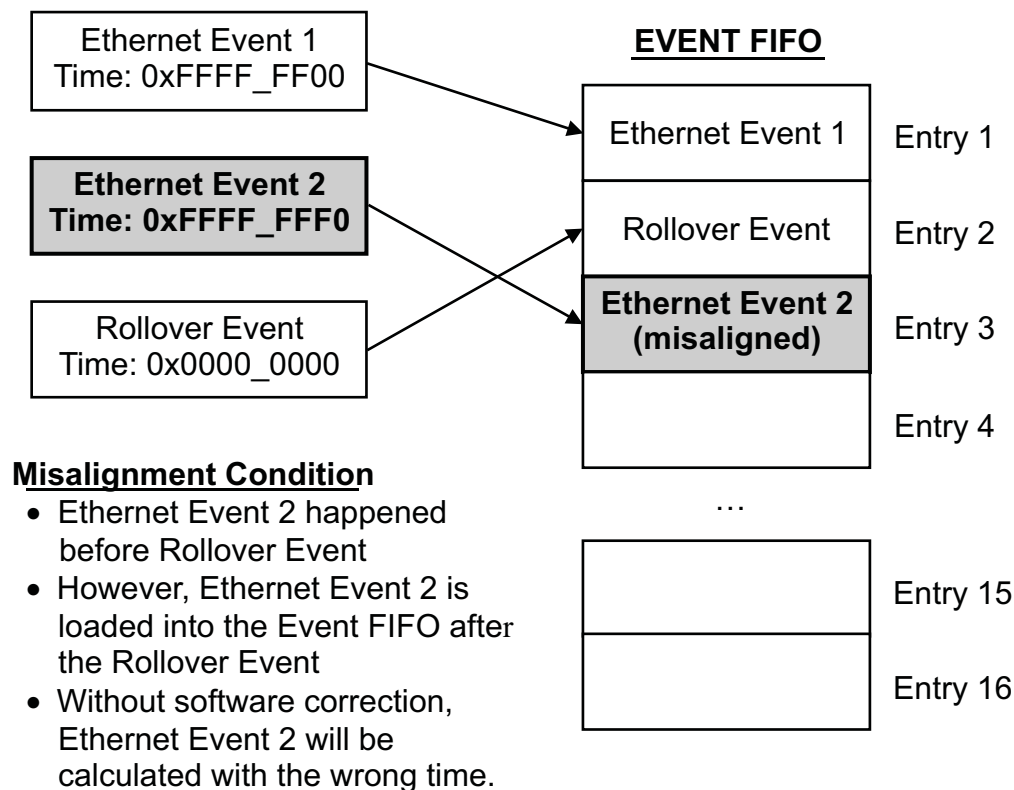 Ethernet Event 1
Time: 0xFFFF_FF00
Ethernet Event 2
Time: 0xFFFF_FFF0
Rollover Event
Time: 0x0000_0000
EVENT FIFO
Ethernet Event 1
Entry 1
Rollover Event
Entry 2
Ethernet Event 2
(misaligned)
Entry 3
Entry 4
…
Entry 15
Entry 16
Misalignment Condition
• Ethernet Event 2 happened
before Rollover Event
• However, Ethernet Event 2 is
loaded into the Event FIFO after
the Rollover Event
• Without software correction,
Ethernet Event 2 will be
calculated with the wrong time.